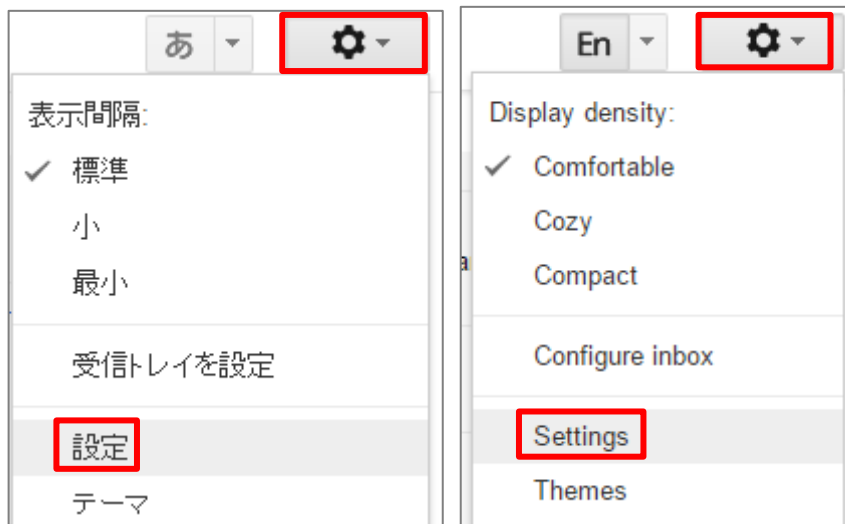 あ
表示間隔:
標準
小
最小
受信トレイを設定
設定
テーマ
En
Display density:
Comfortable
Cozy
Compact
a
Configure inbox
Settings
Themes